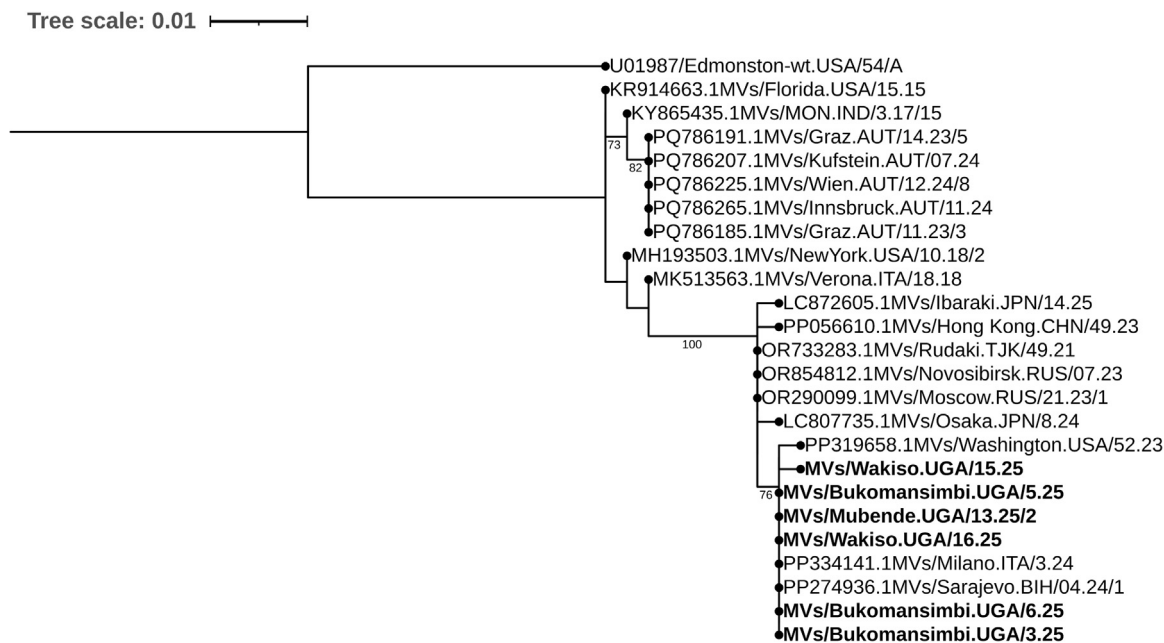 Tree scale: 0.01
U01987/Edmonston-wt.USA/54/A
KR914663.1MVs/Florida.USA/15.15
KY865435.1MVs/MON.IND/3.17/15
73
PQ786191.1MVs/Graz.AUT/14.23/5
PQ786207.1MVs/Kufstein.AUT/07.24
82
PQ786225.1MVs/Wien.AUT/12.24/8
PQ786265.1MVs/Innsbruck.AUT/11.24
PQ786185.1MVs/Graz.AUT/11.23/3
MH193503.1MVs/NewYork.USA/10.18/2
MK513563.1MVs/Verona.ITA/18.18
LC872605.1MVs/Ibaraki.JPN/14.25
PP056610.1MVs/Hong Kong.CHN/49.23
100
OR733283.1MVs/Rudaki.TJK/49.21
OR854812.1MVs/Novosibirsk.RUS/07.23
OR290099.1MVs/Moscow.RUS/21.23/1
LC807735.1MVs/Osaka.JPN/8.24
PP319658.1MVs/Washington.USA/52.23
MVs/Wakiso.UGA/15.25
76
MVs/Bukomansimbi.UGA/5.25
MVs/Mubende.UGA/13.25/2
MVs/Wakiso.UGA/16.25
PP334141.1MVs/Milano.ITA/3.24
PP274936.1MVs/Sarajevo.BIH/04.24/1
MVs/Bukomansimbi.UGA/6.25
MVs/Bukomansimbi.UGA/3.25